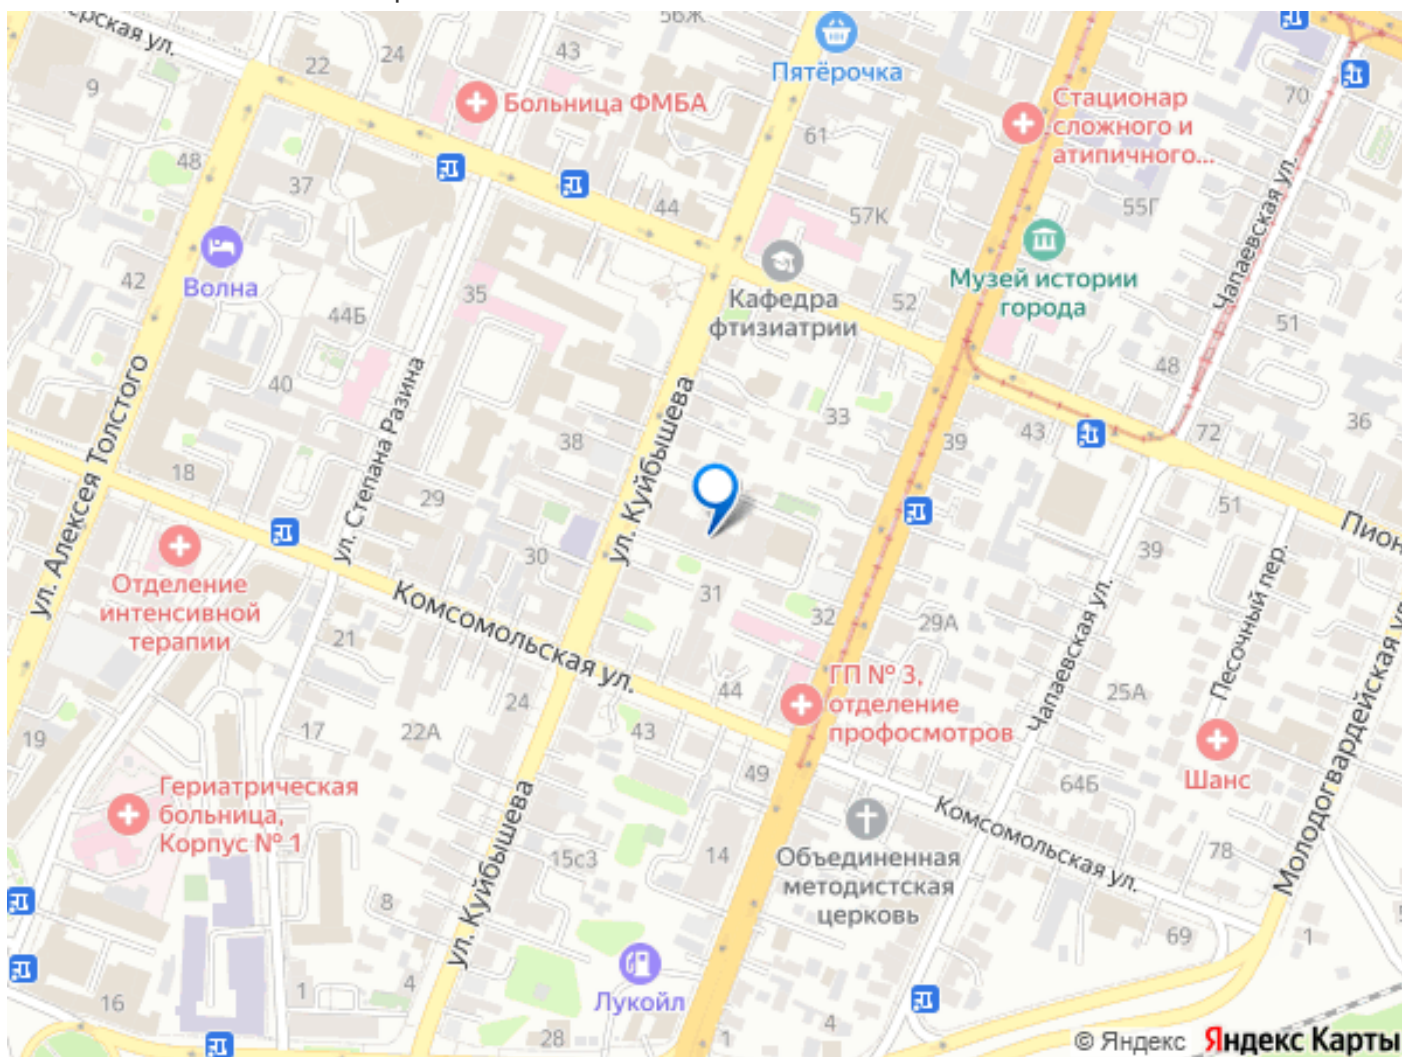 ерская ул.
56Ж
24
43
22
9
Пятёрочка
Больница ФМБА
61
Стационар
сложного и
атипичного...
70
48
37
44
57К
55Г
Чапаевская ул.
Волна
42
35
Кафедра
фтизиатрии
52
Музей истории
города
51
44Б
48
40
ул. Алексея Толстого
ул. Степана Разина
ул. Куйбышева
33
39
43
72
36
38
18
29
51
Пион
30
39
Отделение
интенсивной
терапии
31
32
29А
Песочный пер.
Комсомольская ул.
21
44
ГП № 3,
отделение
профосмотров
Чапаевская ул.
25А
Молодогвардейская ул
24
19
17
22А
43
49
64Б
Шанс
Гериатрическая
больница,
Корпус № 1
ул. Куйбышева
15с3
14
Объединенная
методистская
церковь
Комсомольская ул.
78
8
69
1
Лукойл
16
1
4
28
1
4
© Яндекс Яндекс Карты